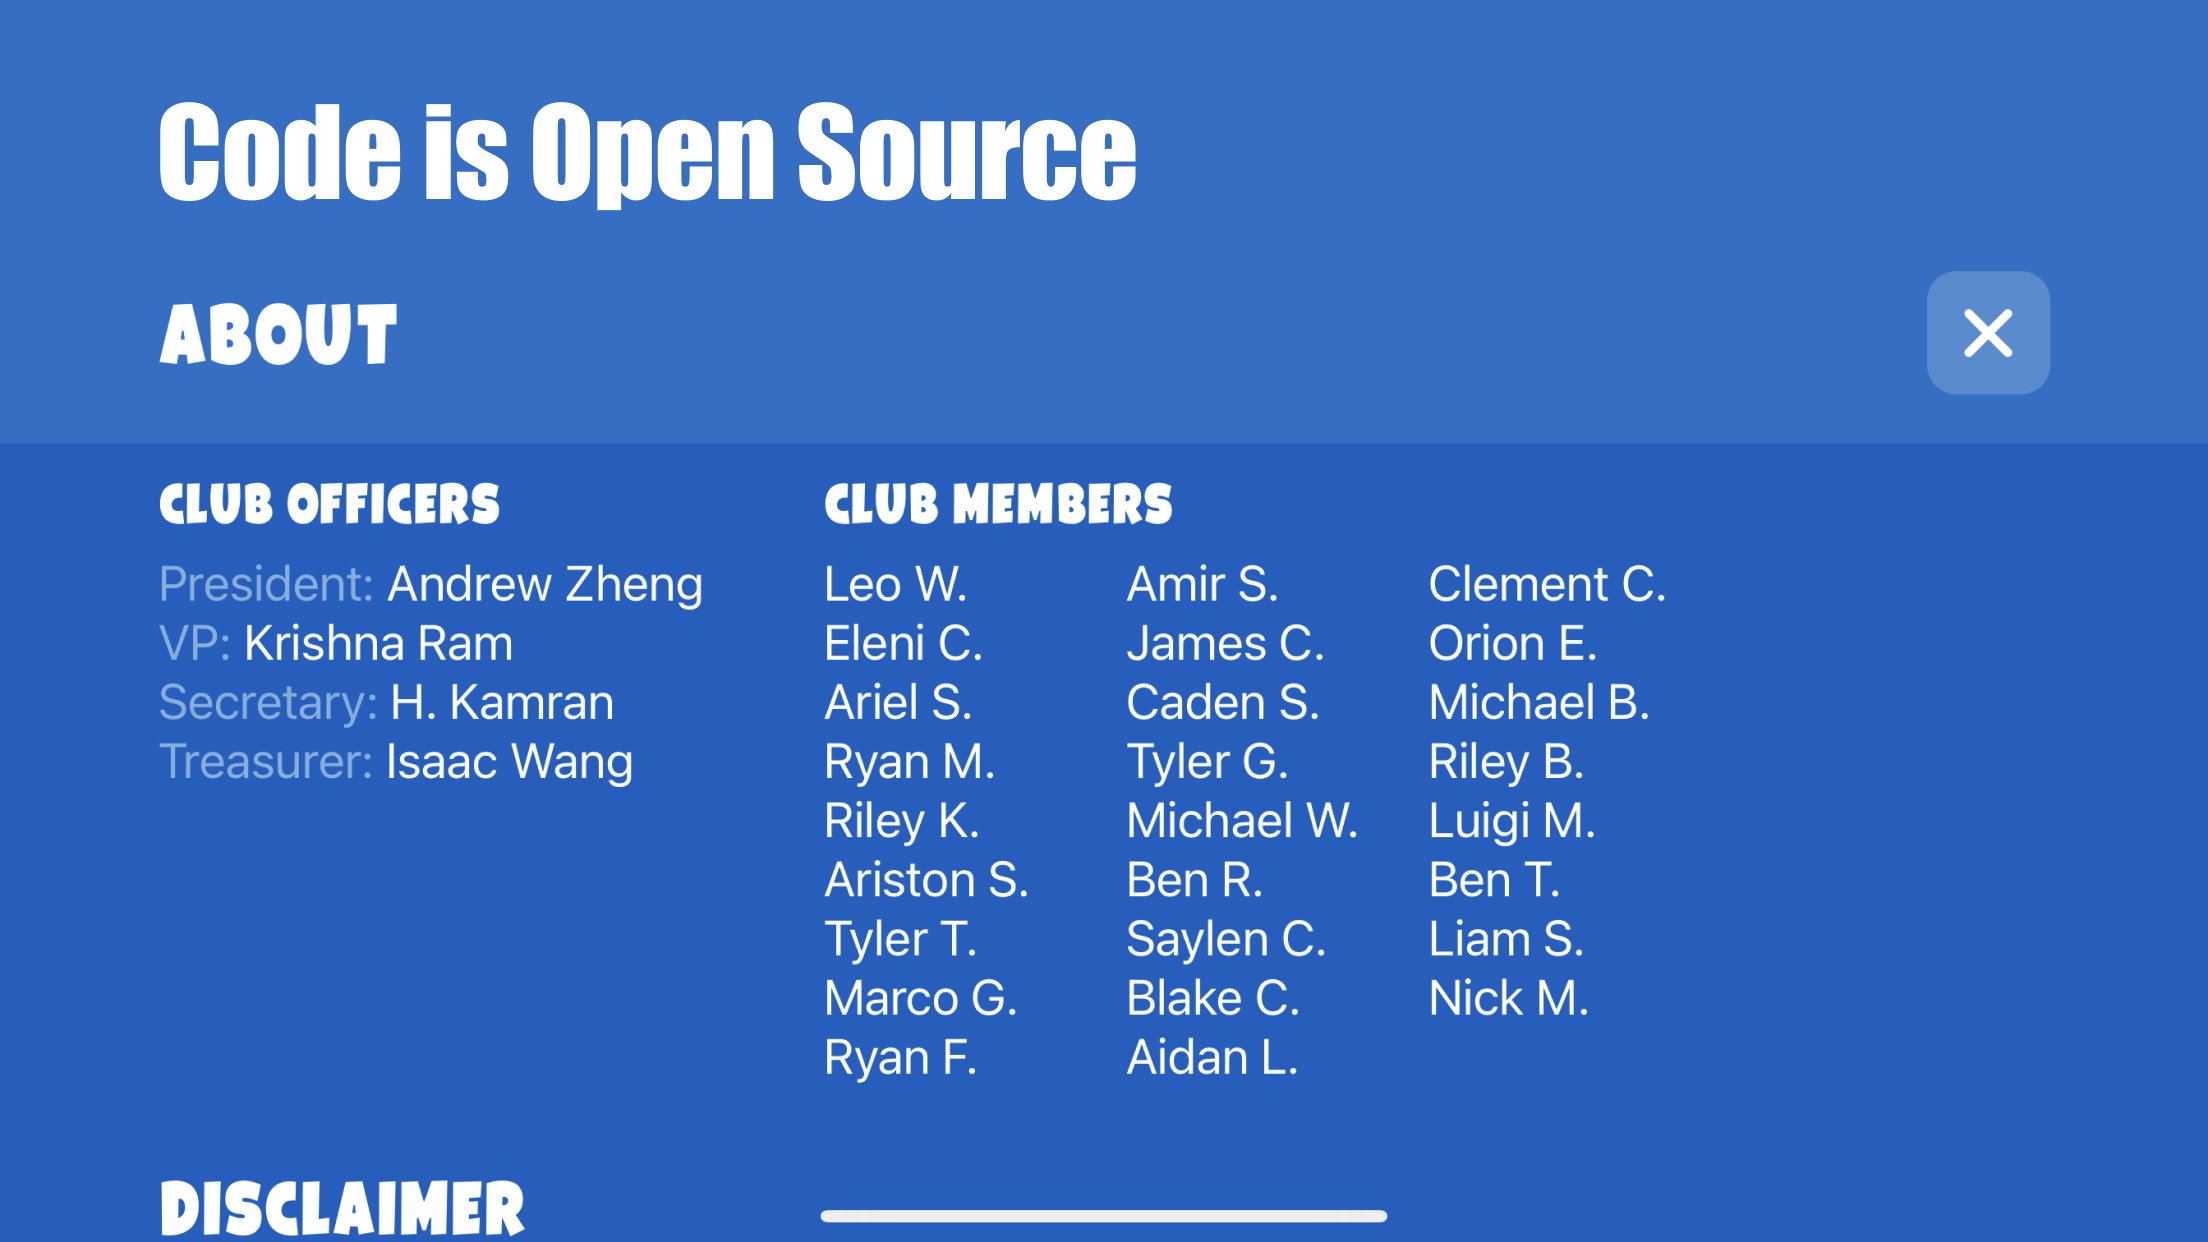 Code is Open Source
ABOUT
CLUB OFFICERS
President: Andrew Zheng
VP: Krishna Ram
Secretary: H. Kamran
Treasurer: Isaac Wang
CLUB MEMBERS
Leo W.
Eleni C.
Ariel S.
Ryan M.
Riley K.
Ariston S.
Tyler T.
Marco G.
Ryan F.
Amir S.
James C.
Caden S.
Tyler G.
Michael W.
Ben R.
Saylen C.
Blake C.
Aidan L.
Clement C.
Orion E.
Michael B.
Riley B.
Luigi M.
Ben T.
Liam S.
Nick M.
DISCLAIMER